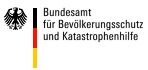 Bundesamt
für Bevölkerungsschutz
und Katastrophenhilfe